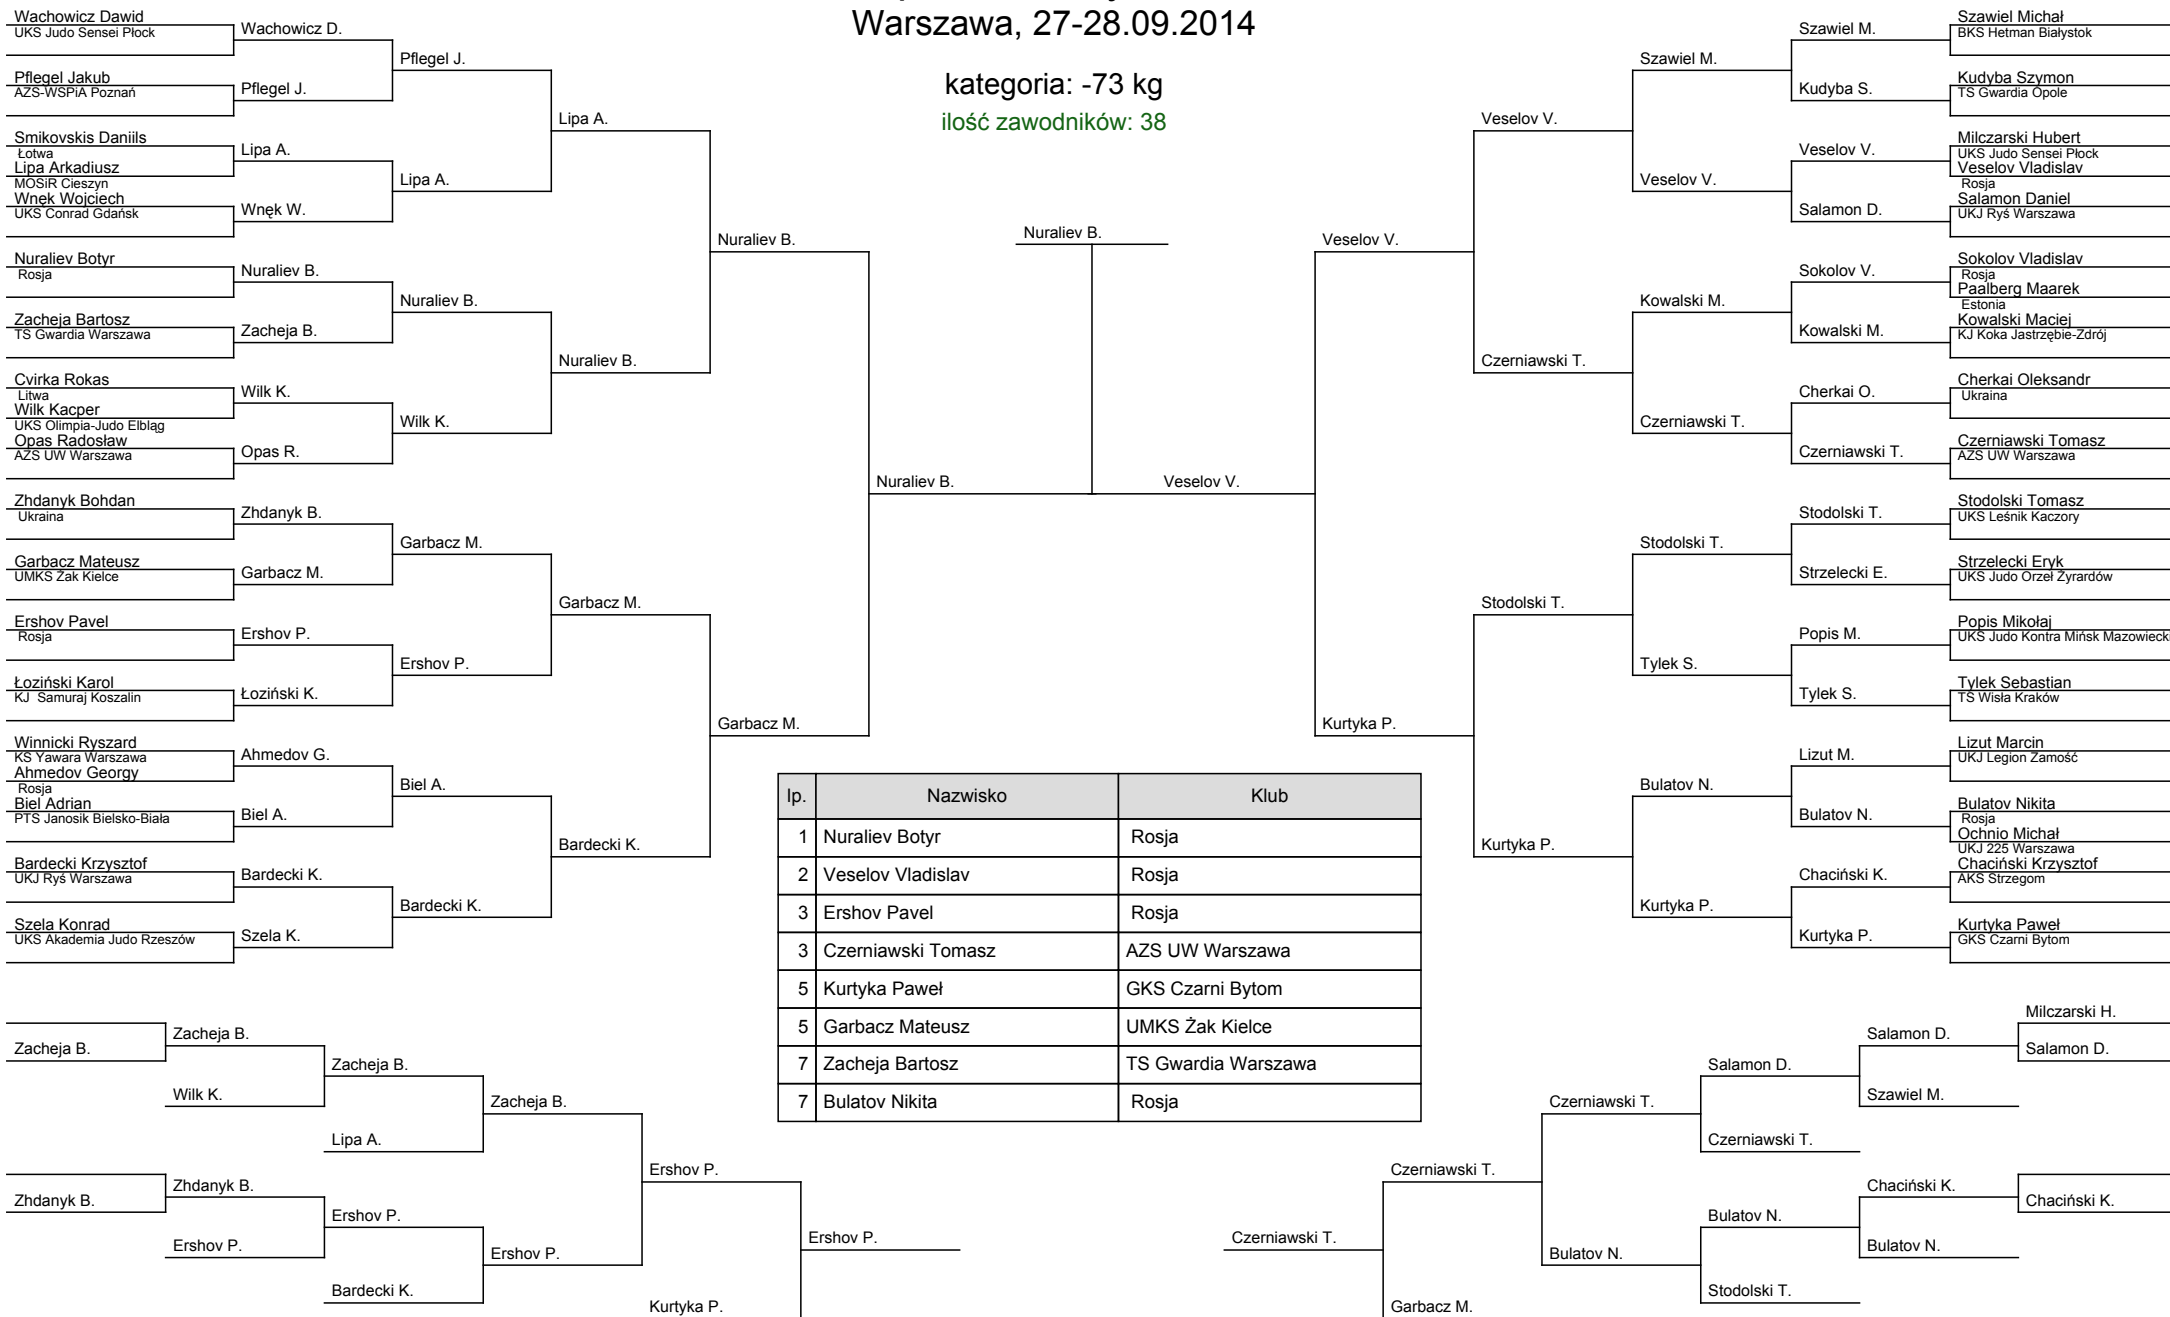 Warszawa, 27-28.09.2014
kategoria: -73 kg
ilość zawodników: 38
Wachowicz Dawid
UKS Judo Sensei Płock
Pflegel Jakub
AZS-WSPiA Poznań
Smikovskis Daniils
Łotwa
Lipa Arkadiusz
MOSiR Cieszyn
Wnęk Wojciech
UKS Conrad Gdańsk
Nuraliev Botyr
Rosja
Zacheja Bartosz
TS Gwardia Warszawa
Cvirka Rokas
Litwa
Wilk Kacper
UKS Olimpia-Judo Elbląg
Opas Radosław
AZS UW Warszawa
Zhdanyk Bohdan
Ukraina
Garbacz Mateusz
UMKS Żak Kielce
Ershov Pavel
Rosja
Łoziński Karol
KJ Samuraj Koszalin
Winnicki Ryszard
KS Yawara Warszawa
Ahmedov Georgy
Rosja
Biel Adrian
PTS Janosik Bielsko-Biała
Bardecki Krzysztof
UKJ Ryś Warszawa
Szela Konrad
UKS Akademia Judo Rzeszów
Wachowicz D.
Pflegel J.
Lipa A.
Wnęk W.
Nuraliev B.
Zacheja B.
Wilk K.
Opas R.
Zhdanyk B.
Garbacz M.
Ershov P.
Łoziński K.
Ahmedov G.
Biel A.
Bardecki K.
Szela K.
Pflegel J.
Lipa A.
Nuraliev B.
Wilk K.
Garbacz M.
Ershov P.
Biel A.
Bardecki K.
Lipa A.
Nuraliev B.
Garbacz M.
Bardecki K.
Nuraliev B.
Garbacz M.
Nuraliev B.
Nuraliev B.
Veselov V.
Veselov V.
Kurtyka P.
Veselov V.
Czerniawski T.
Stodolski T.
Kurtyka P.
Szawiel M.
Veselov V.
Kowalski M.
Czerniawski T.
Stodolski T.
Tylek S.
Bulatov N.
Kurtyka P.
Szawiel M.
Kudyba S.
Veselov V.
Salamon D.
Sokolov V.
Kowalski M.
Cherkai O.
Czerniawski T.
Stodolski T.
Strzelecki E.
Popis M.
Tylek S.
Lizut M.
Bulatov N.
Chaciński K.
Kurtyka P.
Szawiel Michał
BKS Hetman Białystok
Kudyba Szymon
TS Gwardia Opole
Milczarski Hubert
UKS Judo Sensei Płock
Veselov Vladislav
Rosja
Salamon Daniel
UKJ Ryś Warszawa
Sokolov Vladislav
Rosja
Paalberg Maarek
Estonia
Kowalski Maciej
KJ Koka Jastrzębie-Zdrój
Cherkai Oleksandr
Ukraina
Czerniawski Tomasz
AZS UW Warszawa
Stodolski Tomasz
UKS Leśnik Kaczory
Strzelecki Eryk
UKS Judo Orzeł Żyrardów
Popis Mikołaj
UKS Judo Kontra Mińsk Mazowiecki
Tylek Sebastian
TS Wisła Kraków
Lizut Marcin
UKJ Legion Zamość
Bulatov Nikita
Rosja
Ochnio Michał
UKJ 225 Warszawa
Chaciński Krzysztof
AKS Strzegom
Kurtyka Paweł
GKS Czarni Bytom
lp. Nazwisko Klub
1 Nuraliev Botyr Rosja
2 Veselov Vladislav Rosja
3 Ershov Pavel Rosja
3 Czerniawski Tomasz AZS UW Warszawa
5 Kurtyka Paweł GKS Czarni Bytom
5 Garbacz Mateusz UMKS Żak Kielce
7 Zacheja Bartosz TS Gwardia Warszawa
7 Bulatov Nikita Rosja
Zacheja B.
Zhdanyk B.
Zacheja B.
Wilk K.
Zhdanyk B.
Ershov P.
Zacheja B.
Lipa A.
Ershov P.
Bardecki K.
Zacheja B.
Ershov P.
Ershov P.
Kurtyka P.
Ershov P.
Czerniawski T.
Czerniawski T.
Garbacz M.
Czerniawski T.
Bulatov N.
Salamon D.
Czerniawski T.
Bulatov N.
Stodolski T.
Salamon D.
Szawiel M.
Chaciński K.
Bulatov N.
Milczarski H.
Salamon D.
Chaciński K.